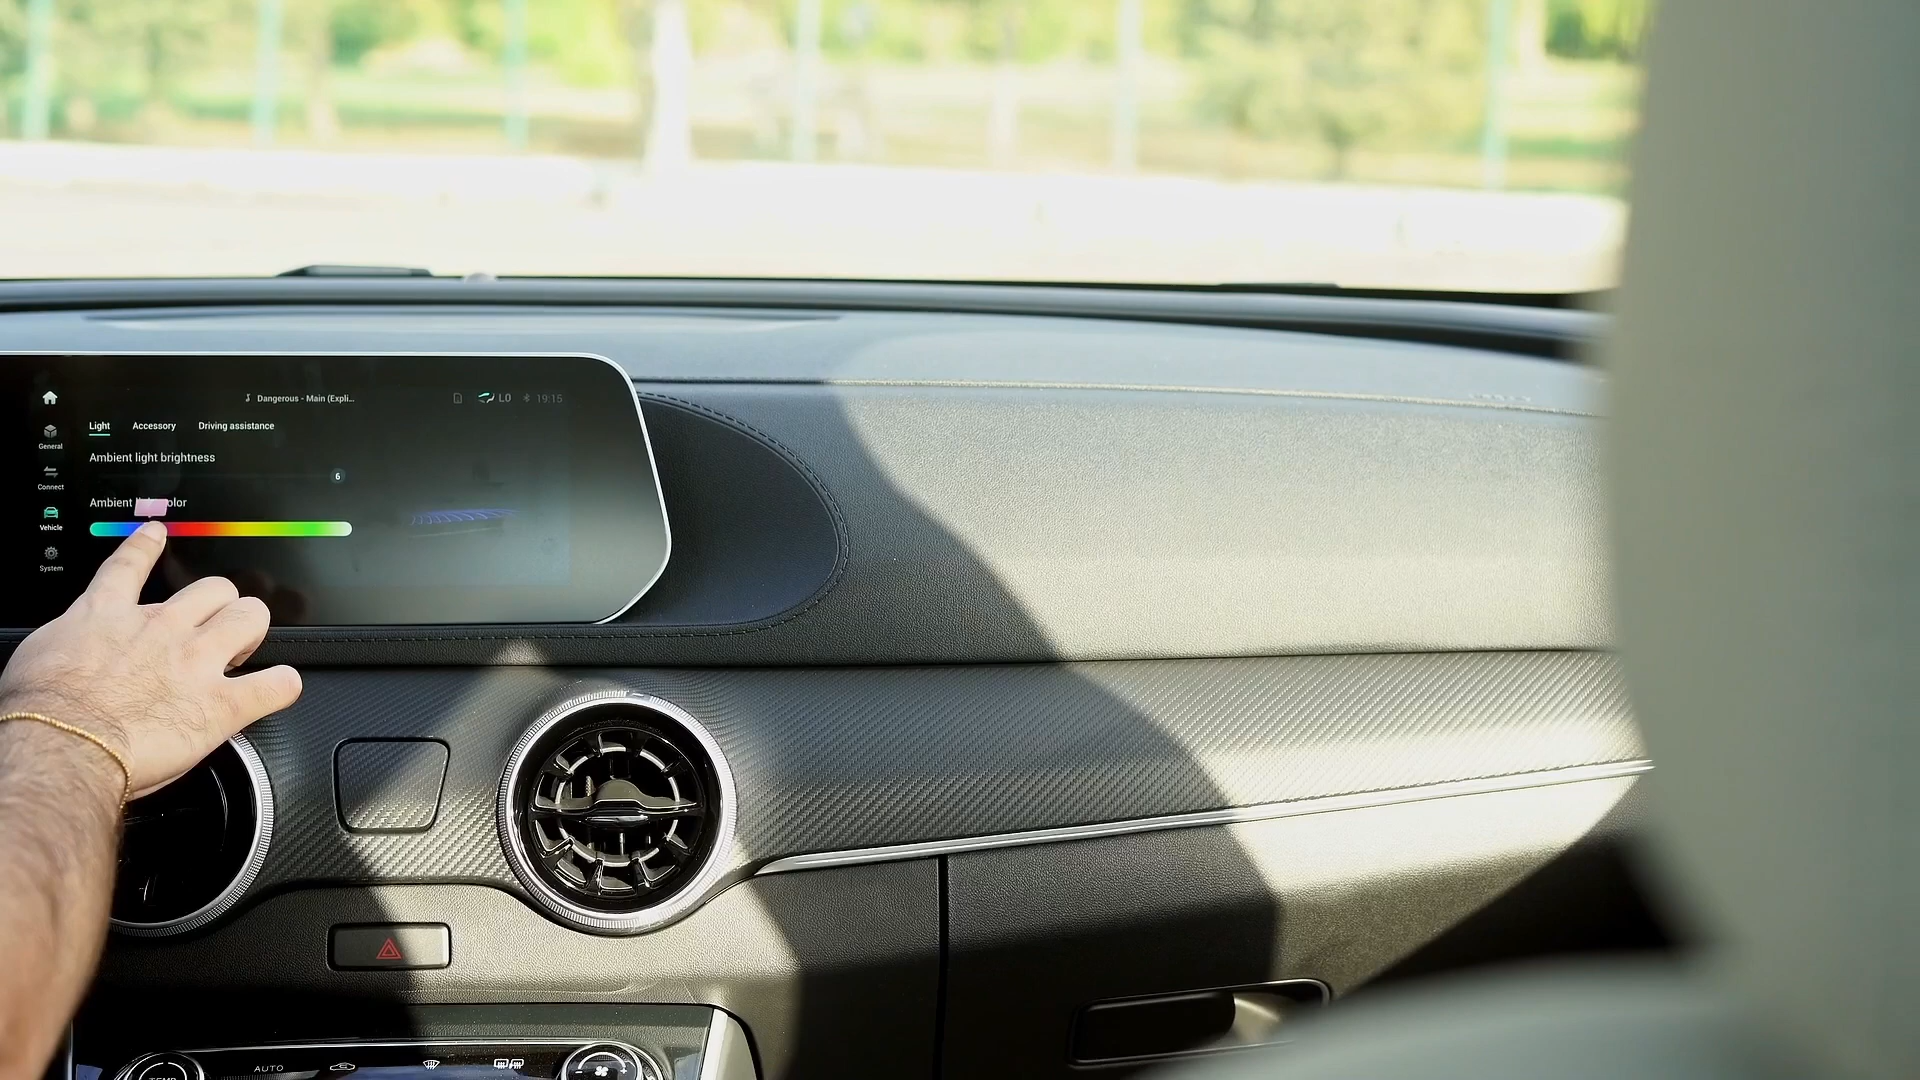 Dangerous - Main (Expli...
LO
19:15
Light Accessory Driving assistance
General
Ambient light brightness
6
Connect
Ambient
olor
Vehicle
System
AUTO
TEMP